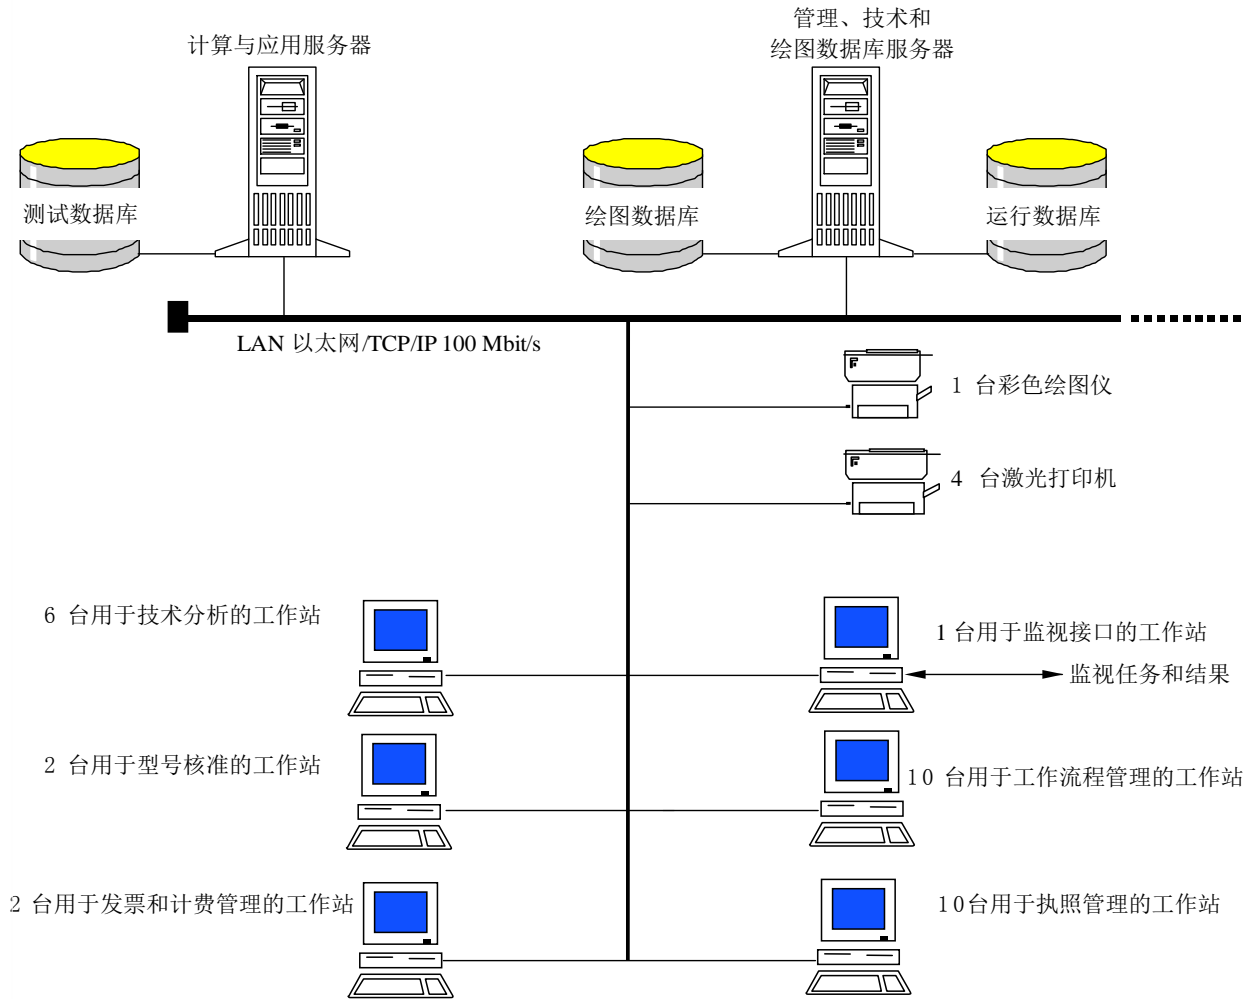 管理、技术和
计算与应用服务器
绘图数据库服务器
测试数据库
绘图数据库
运行数据库
LAN 以太网/TCP/IP 100 Mbit/s
1 台彩色绘图仪
4 台激光打印机
6 台用于技术分析的工作站
1 台用于监视接口的工作站
监视任务和结果
2 台用于型号核准的工作站
10 台用于工作流程管理的工作站
2 台用于发票和计费管理的工作站
10台用于执照管理的工作站